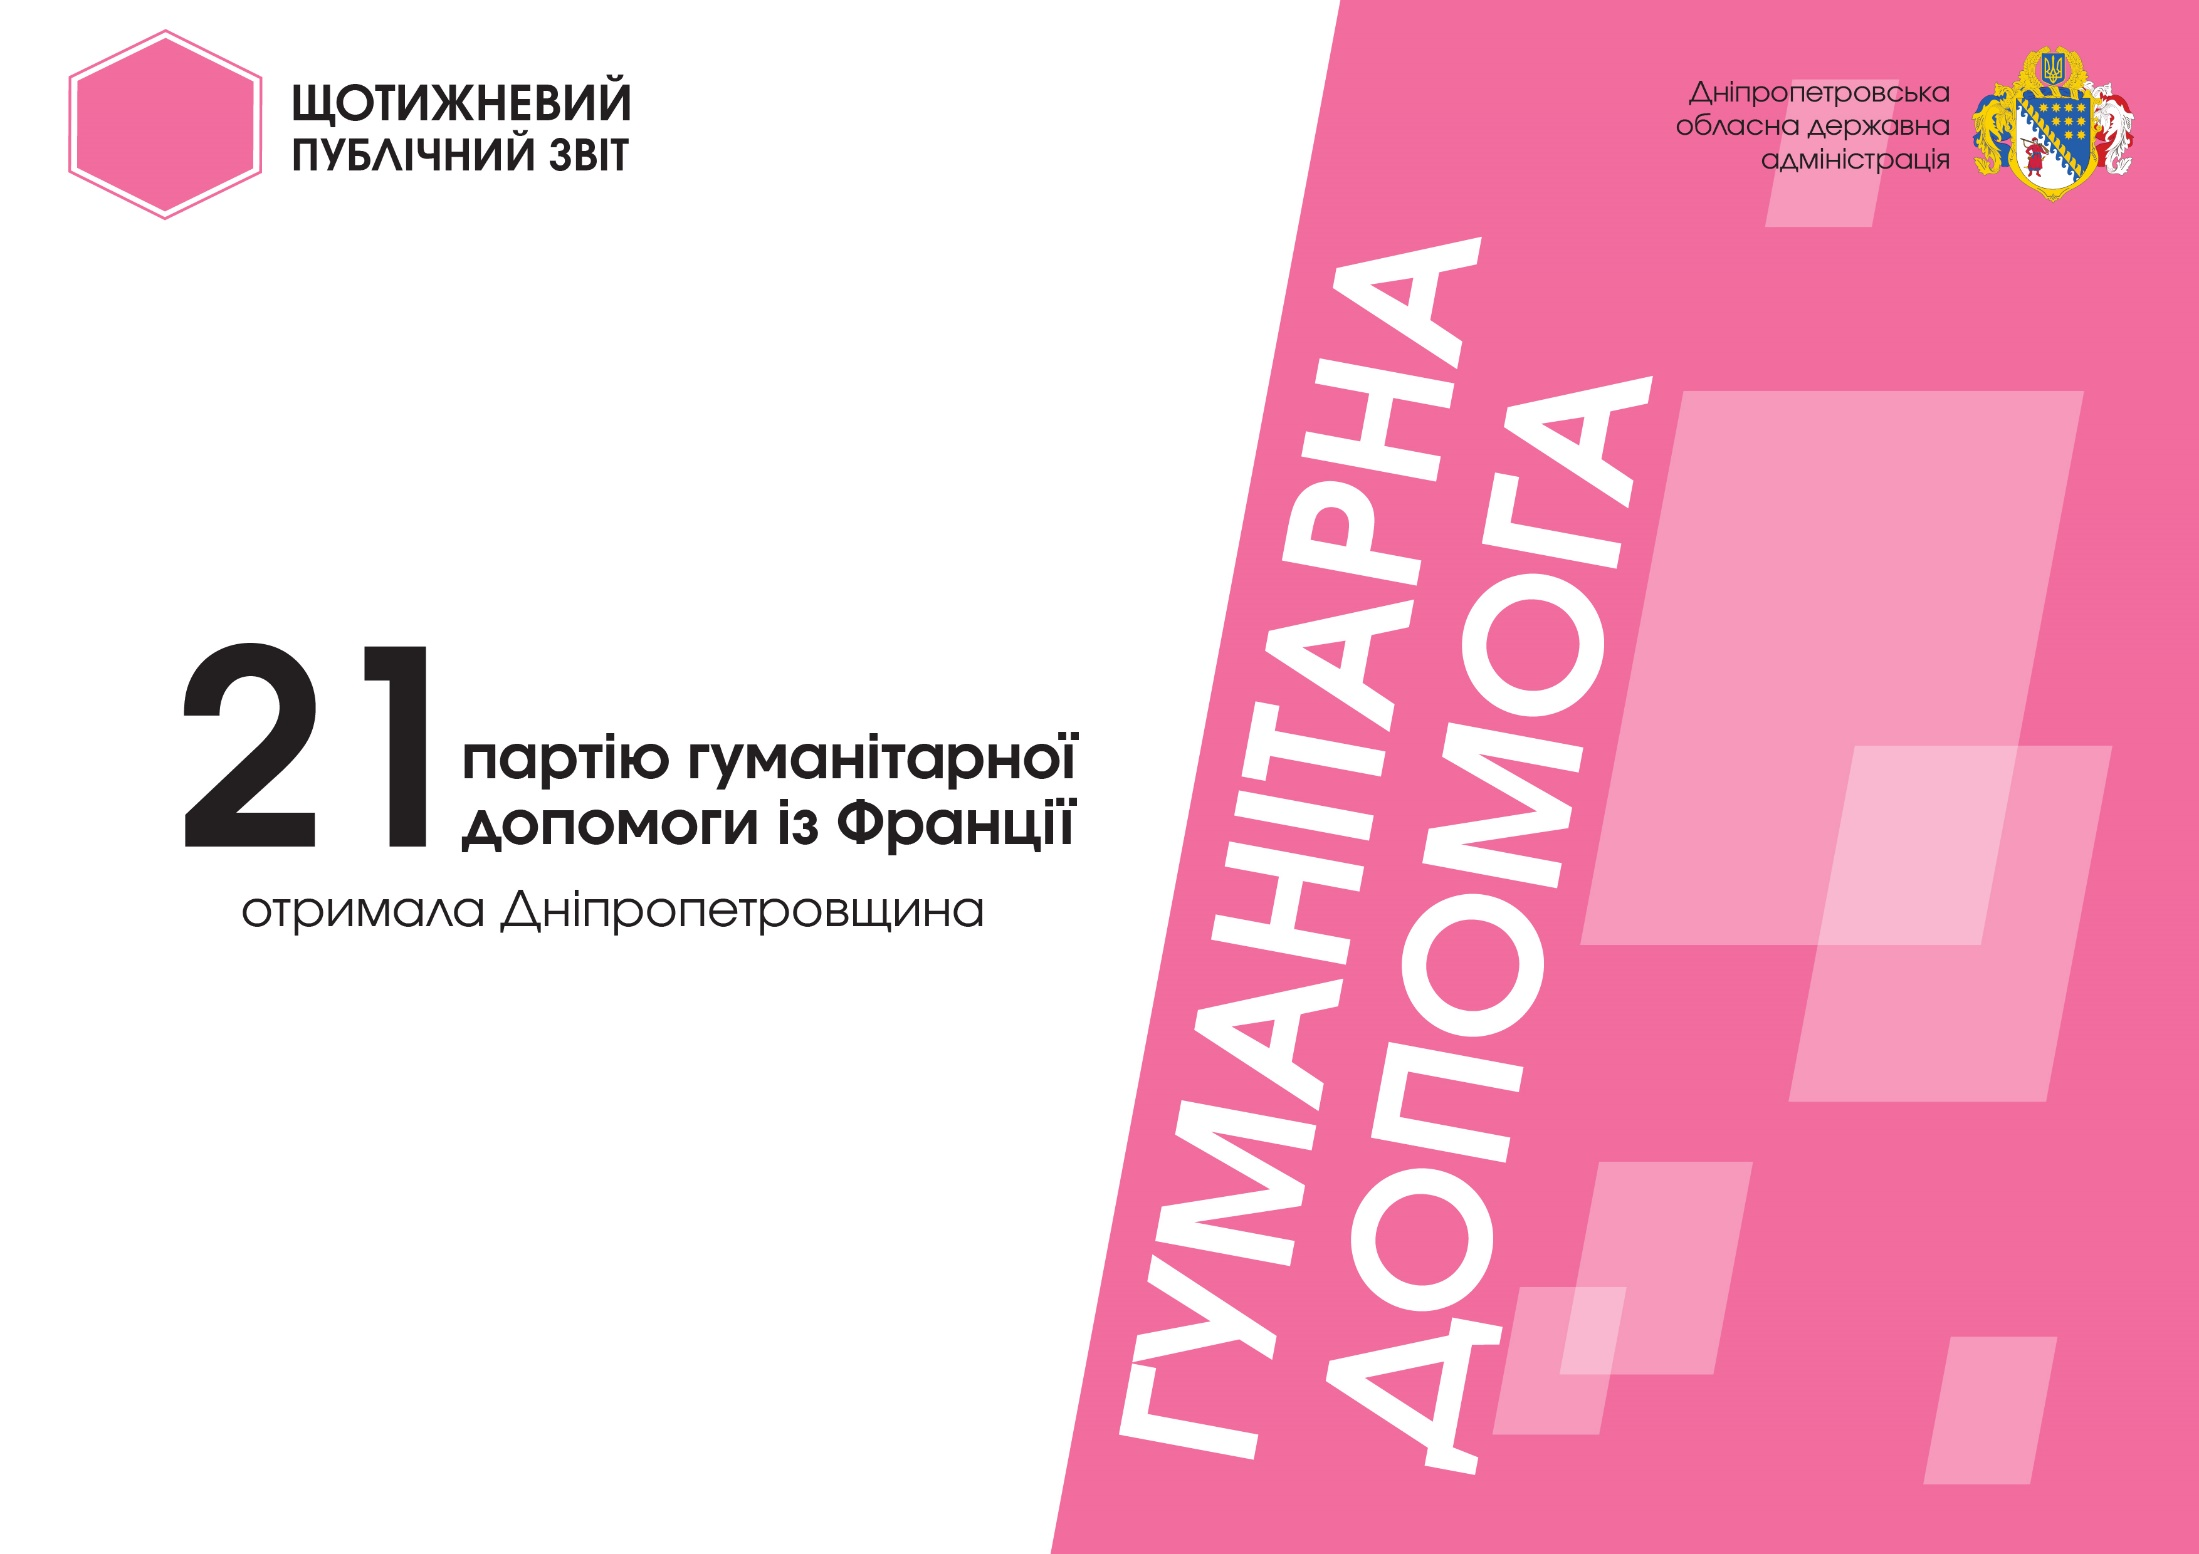 ЩОТИЖНЕВИЙ
ПУБЛІЧНИЙ ЗВІТ
Дніпропетровська
обласна державна
адміністрація
21 партію гуманітарної
допомоги із Франції
отримала Дніпропетровщина
ГУМАНІТАРНА
ДОПОМОГА